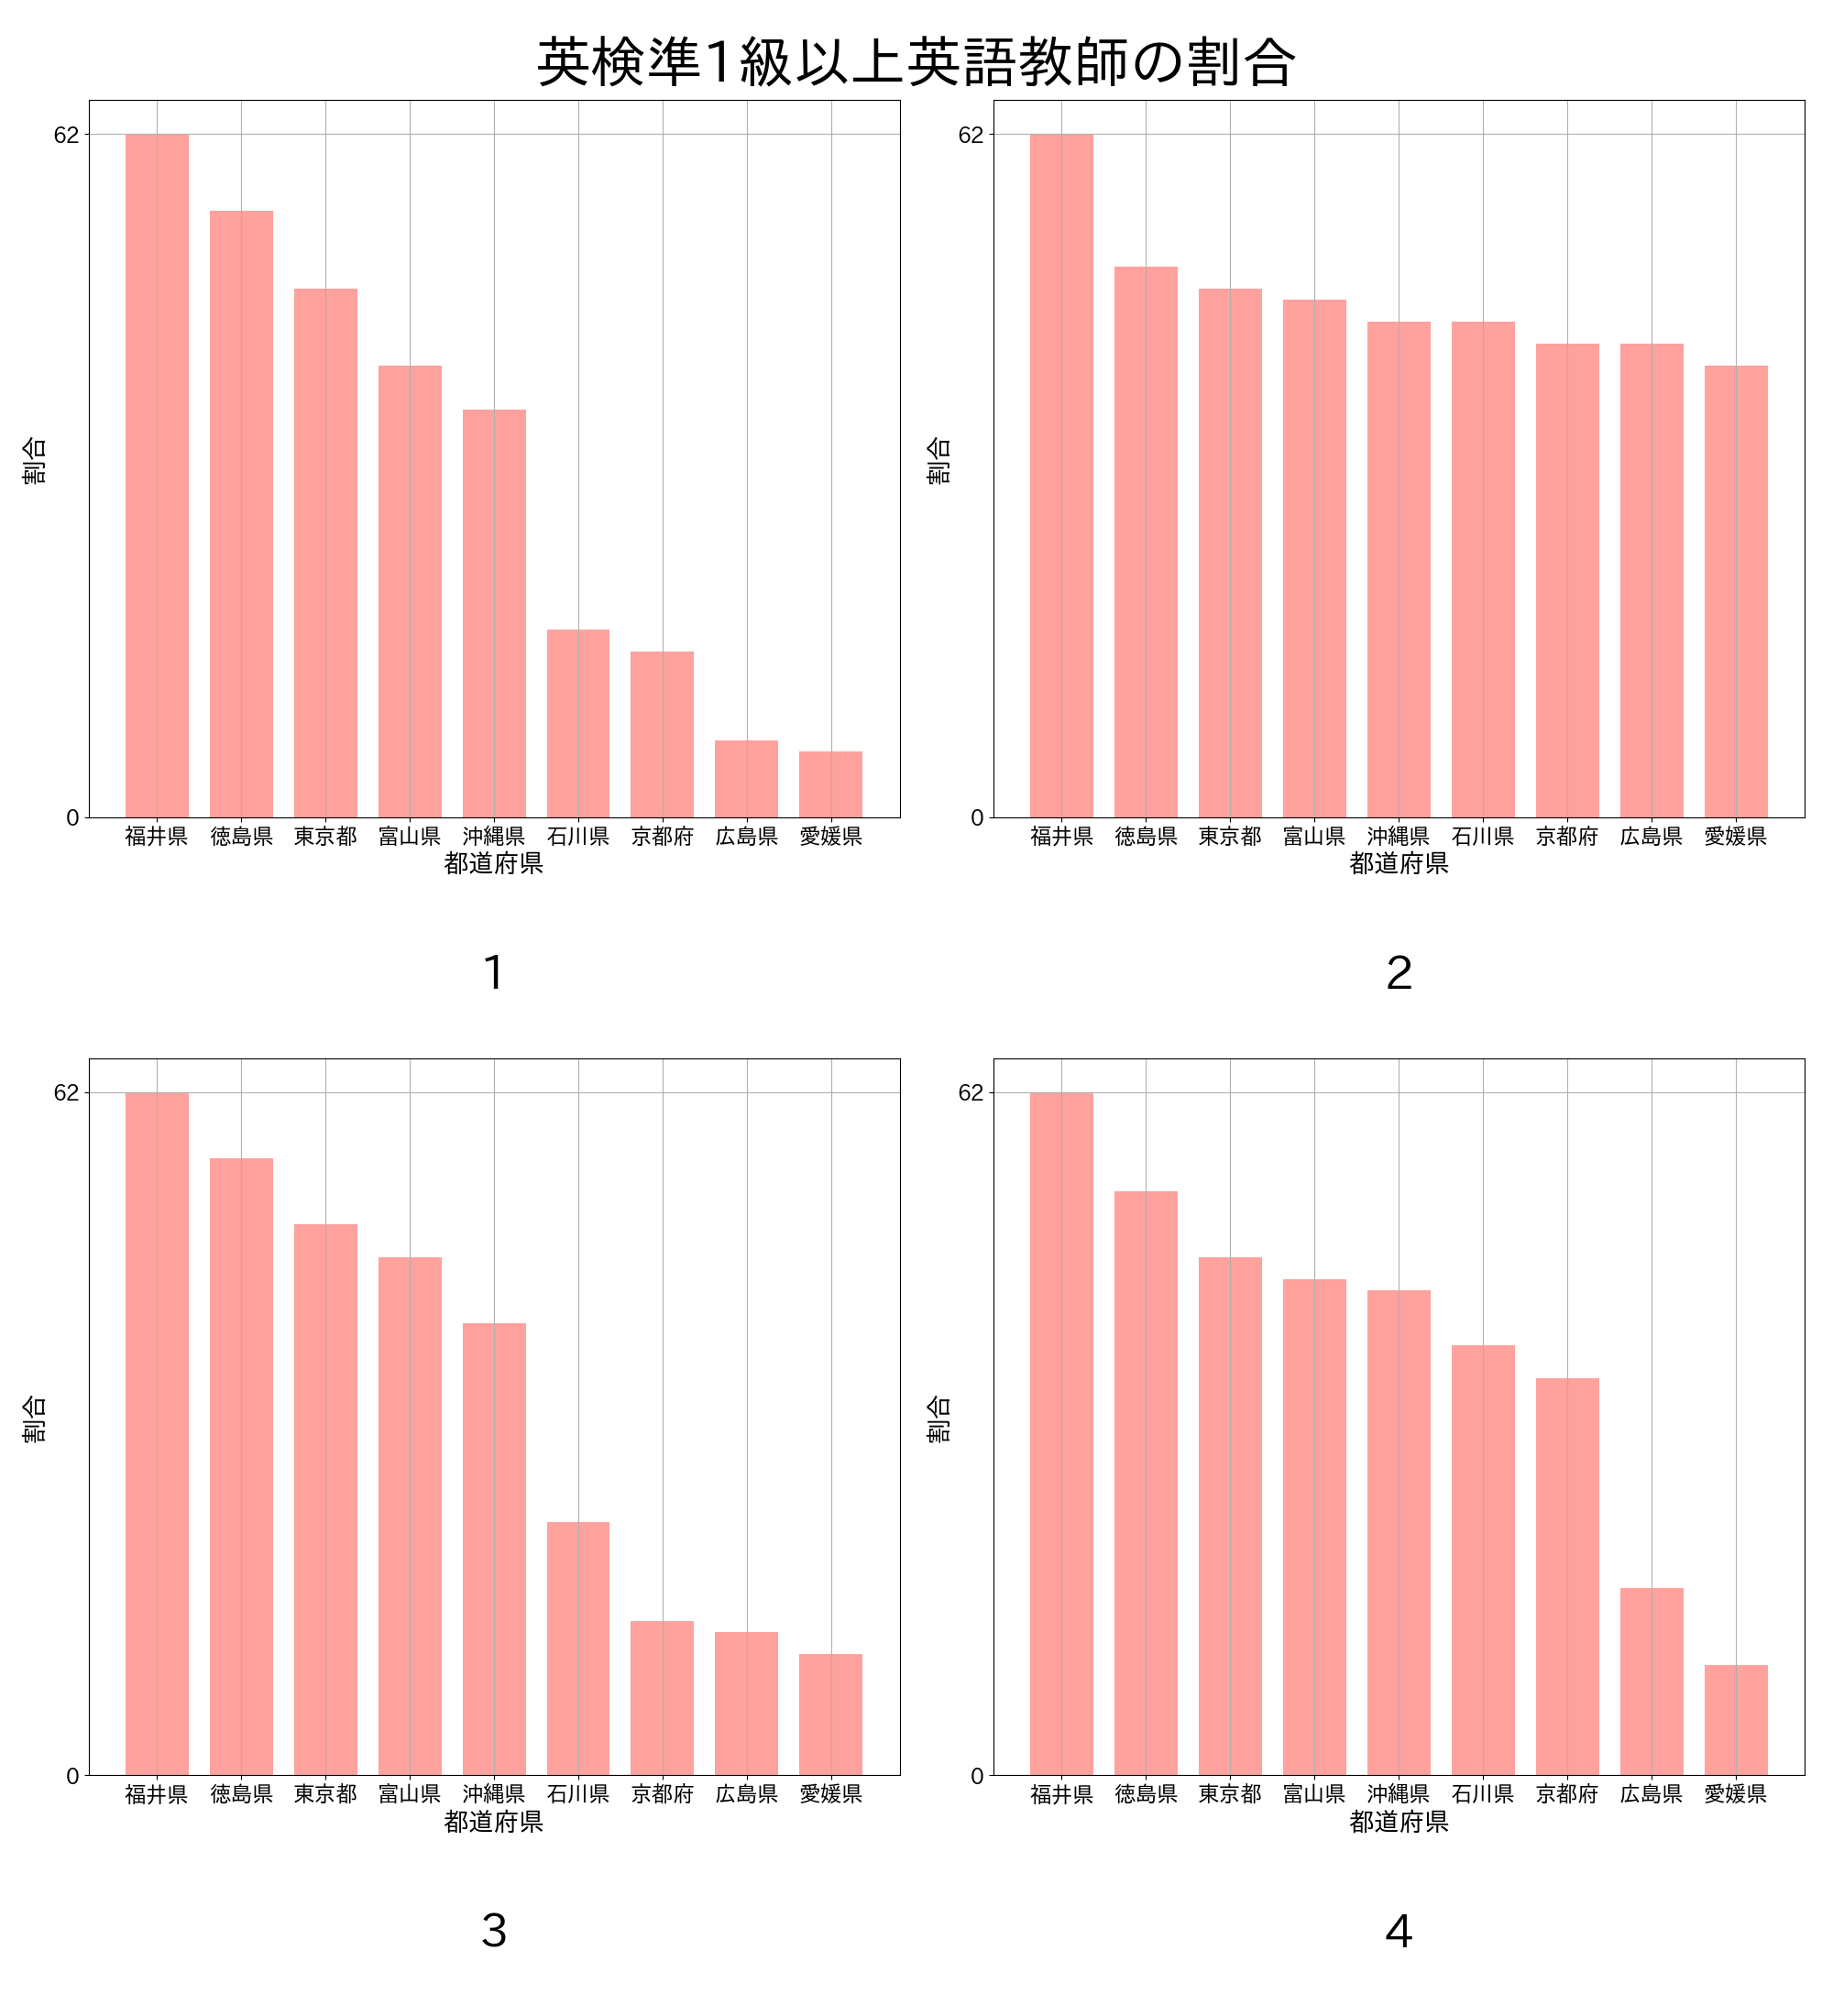 英検準1級以上英語教師の割合
62
0
割合
福井県 徳島県 東京都 富山県 沖縄県 石川県 京都府 広島県 愛媛県
都道府県
1
62
0
割合
福井県 徳島県 東京都 富山県 沖縄県 石川県 京都府 広島県 愛媛県
都道府県
2
62
0
割合
福井県 徳島県 東京都 富山県 沖縄県 石川県 京都府 広島県 愛媛県
都道府県
3
62
0
割合
福井県 徳島県 東京都 富山県 沖縄県 石川県 京都府 広島県 愛媛県
都道府県
4